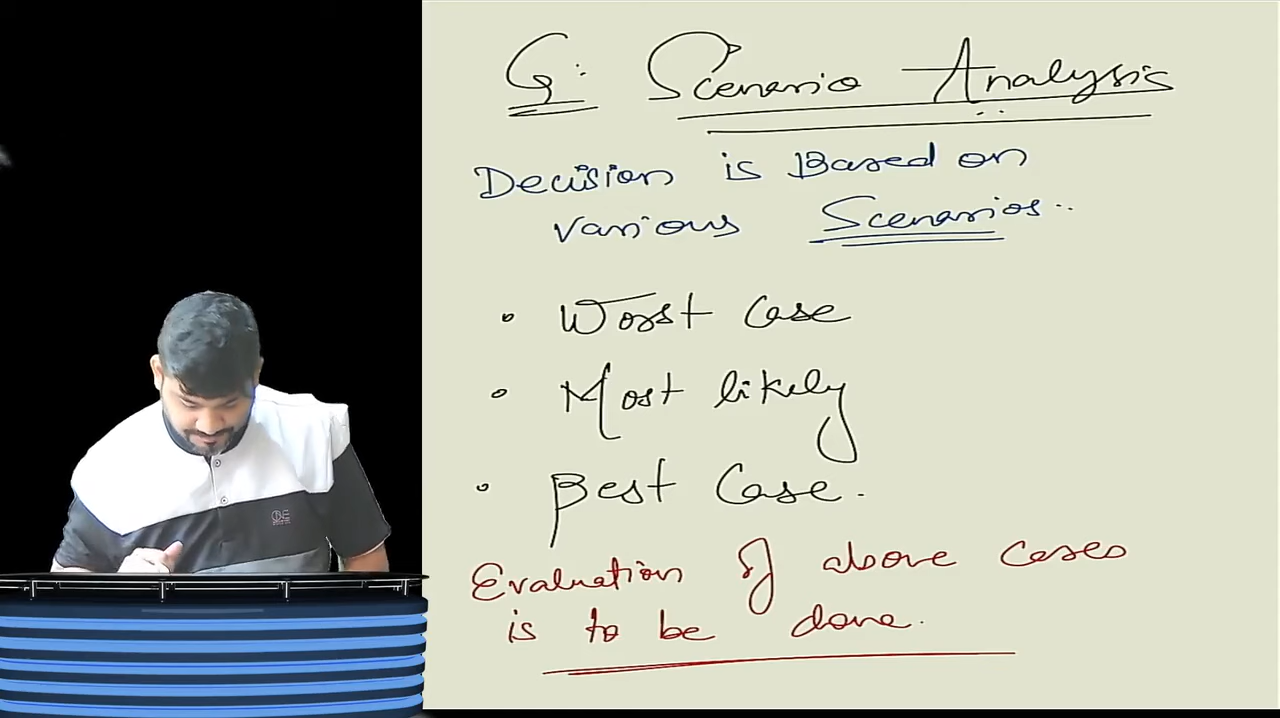 G: Scenario Analysis
Decision is Based on
various Scenarios..
• Worst Case
• Most likely
• Best Case.
Evaluation of above cases
is to be done.